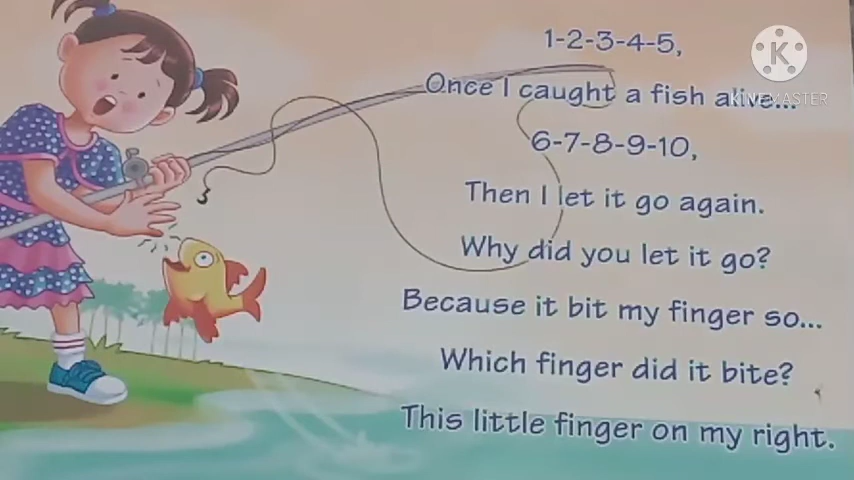 1-2-3-4-5,
Once I caught a fish alive...
6-7-8-9-10,
Then I let it go again.
Why did you let it go?
Because it bit my finger so...
Which finger did it bite?
This little finger on my right.
KINEMASTER